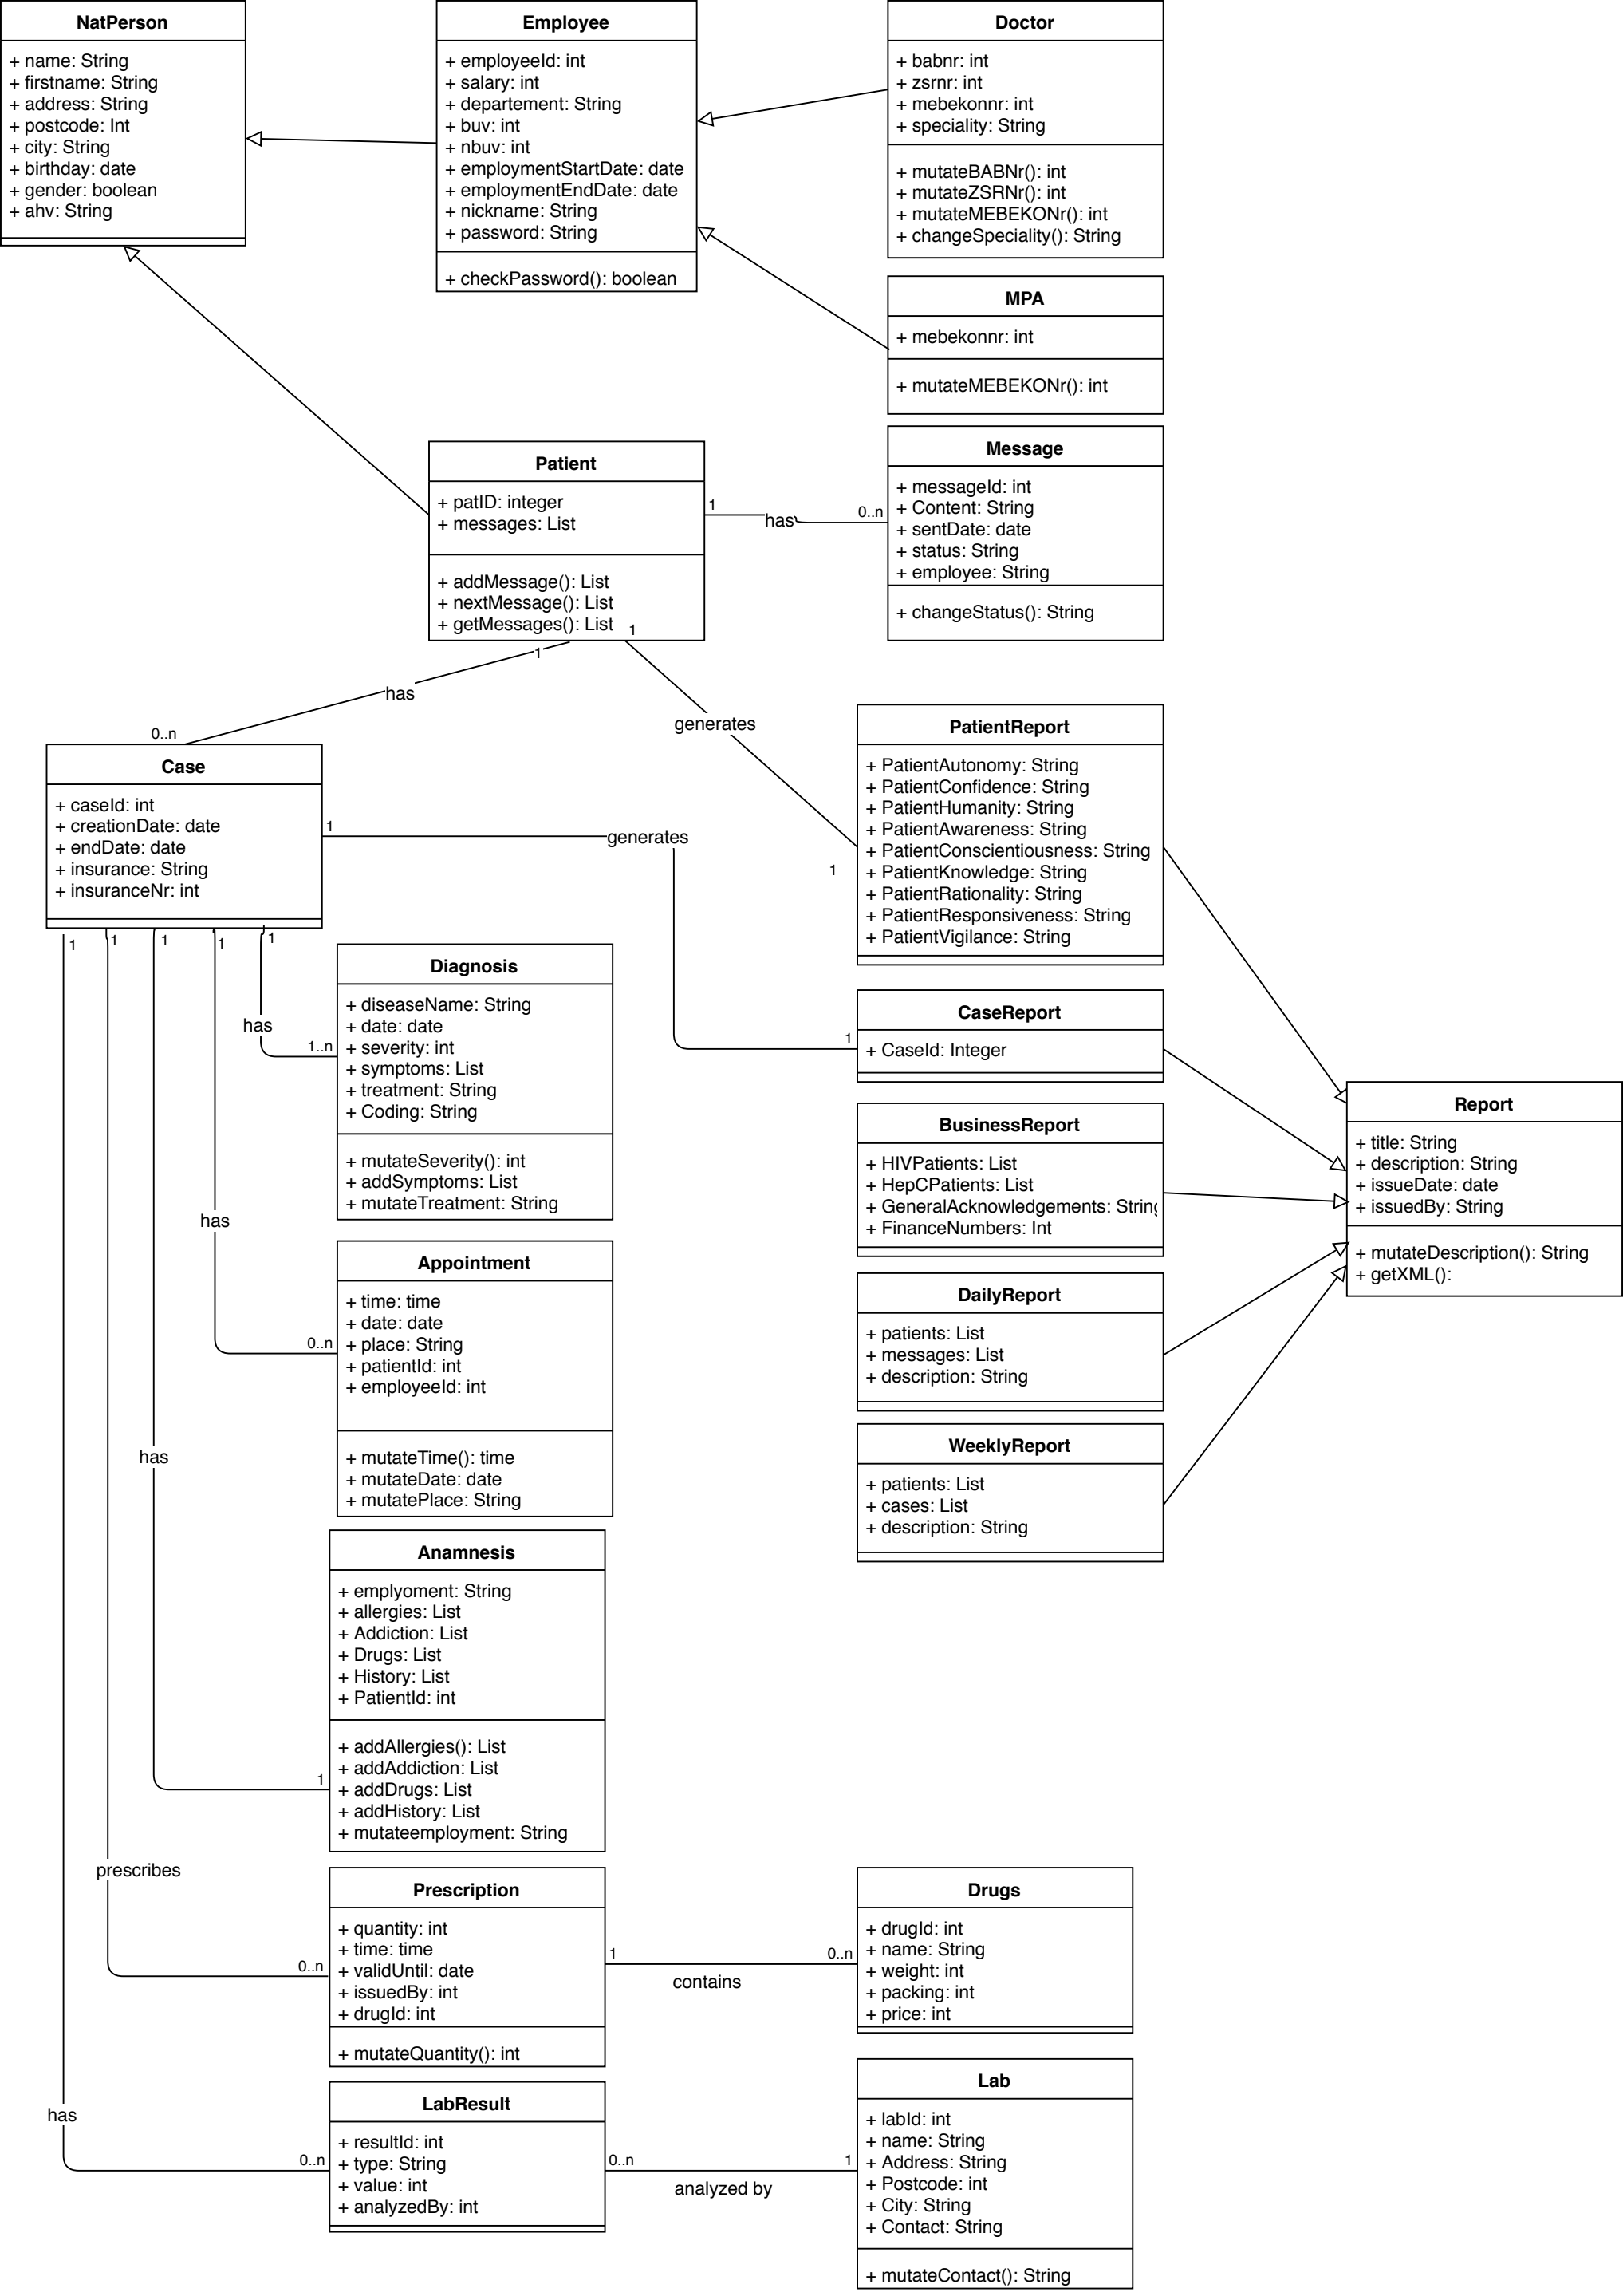 NatPerson
+ name: String
+ firstname: String
+ address: String
+ postcode: Int
+ city: String
+ birthday: date
+ gender: boolean
+ ahv: String
Employee
+ employeeId: int
+ salary: int
+ departement: String
+ buv: int
+ nbuv: int
+ employmentStartDate: date
+ employmentEndDate: date
+ nickname: String
+ password: String
+ checkPassword(): boolean
Doctor
+ babnr: int
+ zsrnr: int
+ mebekonnr: int
+ speciality: String
+ mutateBABNr(): int
+ mutateZSRNr(): int
+ mutateMEBEKONr(): int
+ changeSpeciality(): String
MPA
+ mebekonnr: int
+ mutateMEBEKONr(): int
Patient
+ patID: integer
+ messages: List
+ addMessage(): List
+ nextMessage(): List
+ getMessages(): List
1
has
0..n
Message
+ messageId: int
+ Content: String
+ sentDate: date
+ status: String
+ employee: String
+ changeStatus(): String
1
has
0..n
1
generates
1
Case
+ caseId: int
+ creationDate: date
+ endDate: date
+ insurance: String
+ insuranceNr: int
1
generates
1
PatientReport
+ PatientAutonomy: String
+ PatientConfidence: String
+ PatientHumanity: String
+ PatientAwareness: String
+ PatientConscientiousness: String
+ PatientKnowledge: String
+ PatientRationality: String
+ PatientResponsiveness: String
+ PatientVigilance: String
CaseReport
+ CaseId: Integer
BusinessReport
+ HIVPatients: List
+ HepCPatients: List
+ GeneralAcknowledgements: String
+ FinanceNumbers: Int
DailyReport
+ patients: List
+ messages: List
+ description: String
WeeklyReport
+ patients: List
+ cases: List
+ description: String
Report
+ title: String
+ description: String
+ issueDate: date
+ issuedBy: String
+ mutateDescription(): String
+ getXML():
1
1
1
1
1
has
1..n
Diagnosis
+ diseaseName: String
+ date: date
+ severity: int
+ symptoms: List
+ treatment: String
+ Coding: String
+ mutateSeverity(): int
+ addSymptoms: List
+ mutateTreatment: String
has
0..n
Appointment
+ time: time
+ date: date
+ place: String
+ patientId: int
+ employeeId: int
+ mutateTime(): time
+ mutateDate: date
+ mutatePlace: String
has
1
Anamnesis
+ emplyoment: String
+ allergies: List
+ Addiction: List
+ Drugs: List
+ History: List
+ PatientId: int
+ addAllergies(): List
+ addAddiction: List
+ addDrugs: List
+ addHistory: List
+ mutateemployment: String
prescribes
0..n
Prescription
+ quantity: int
+ time: time
+ validUntil: date
+ issuedBy: int
+ drugId: int
+ mutateQuantity(): int
1
contains
0..n
Drugs
+ drugId: int
+ name: String
+ weight: int
+ packing: int
+ price: int
has
0..n
LabResult
+ resultId: int
+ type: String
+ value: int
+ analyzedBy: int
0..n
analyzed by
1
Lab
+ labId: int
+ name: String
+ Address: String
+ Postcode: int
+ City: String
+ Contact: String
+ mutateContact(): String